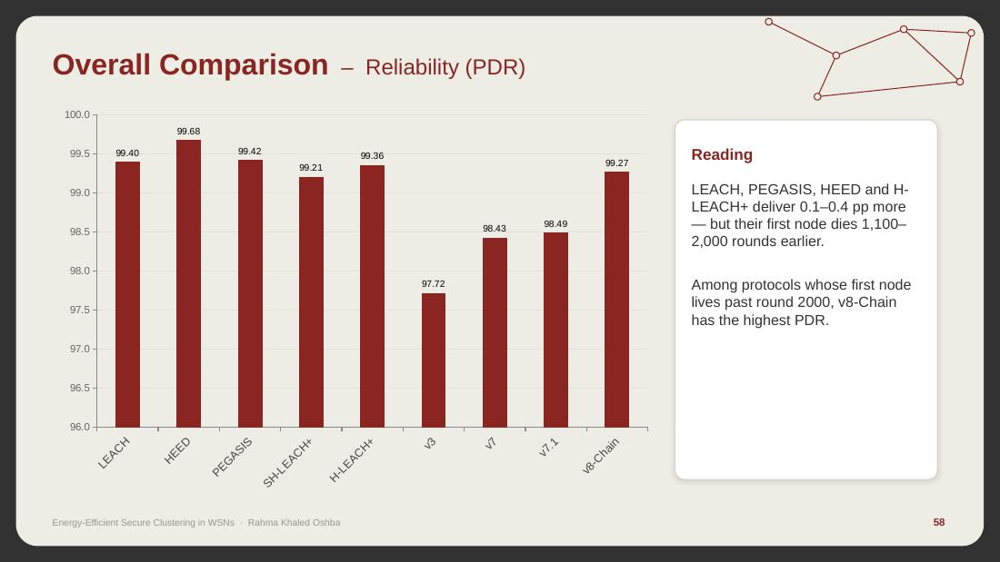 Overall Comparison – Reliability (PDR)
100.0
99.5
99.0
98.5
98.0
97.5
97.0
96.5
96.0
99.40
99.68
99.42
99.21
99.36
97.72
98.43
98.49
99.27
LEACH
HEED
PEGASIS
SH-LEACH+
H-LEACH+
v3
v7
v7.1
v8-Chain
Reading
LEACH, PEGASIS, HEED and H-
LEACH+ deliver 0.1–0.4 pp more
— but their first node dies 1,100–
2,000 rounds earlier.
Among protocols whose first node
lives past round 2000, v8-Chain
has the highest PDR.
Energy-Efficient Secure Clustering in WSNs · Rahma Khaled Oshba
58